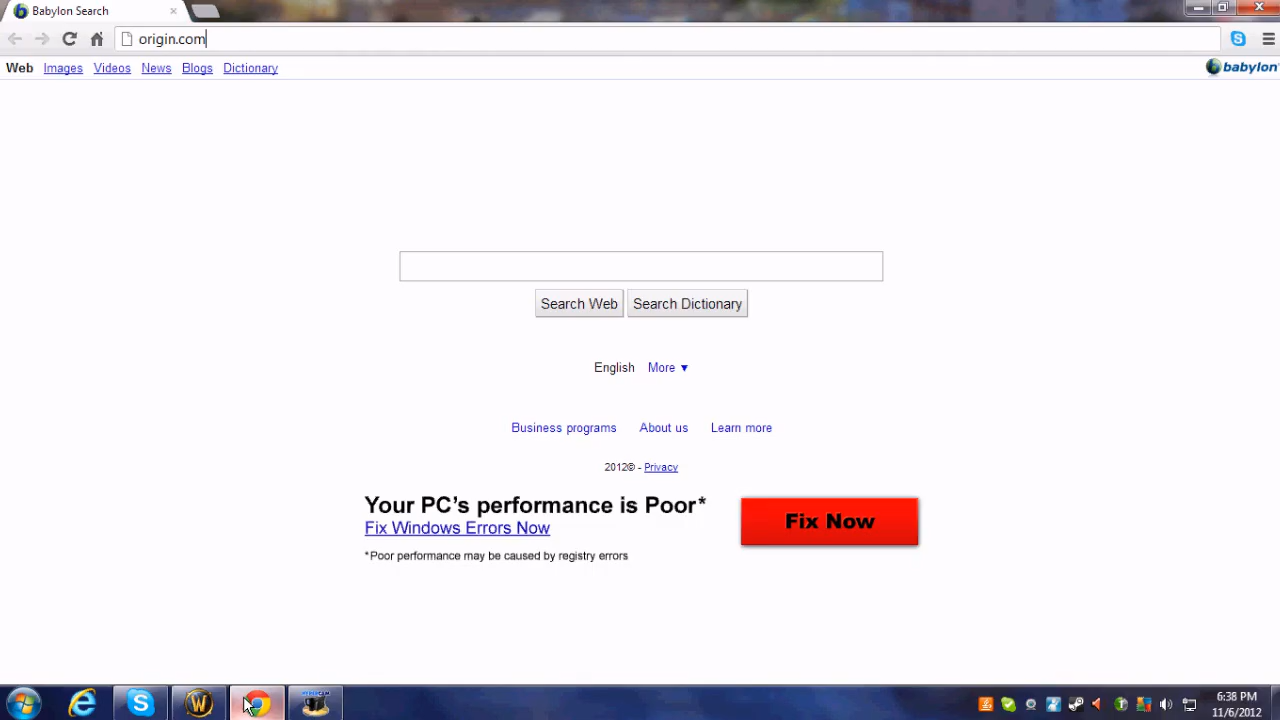 Babylon Search
origin.com
Web Images Videos News Blogs Dictionary
babylon
Search Web Search Dictionary
English More ▼
Business programs About us Learn more
2012© - Privacy
Your PC's performance is Poor*
Fix Windows Errors Now
Fix Now
*Poor performance may be caused by registry errors
6:38 PM
11/6/2012